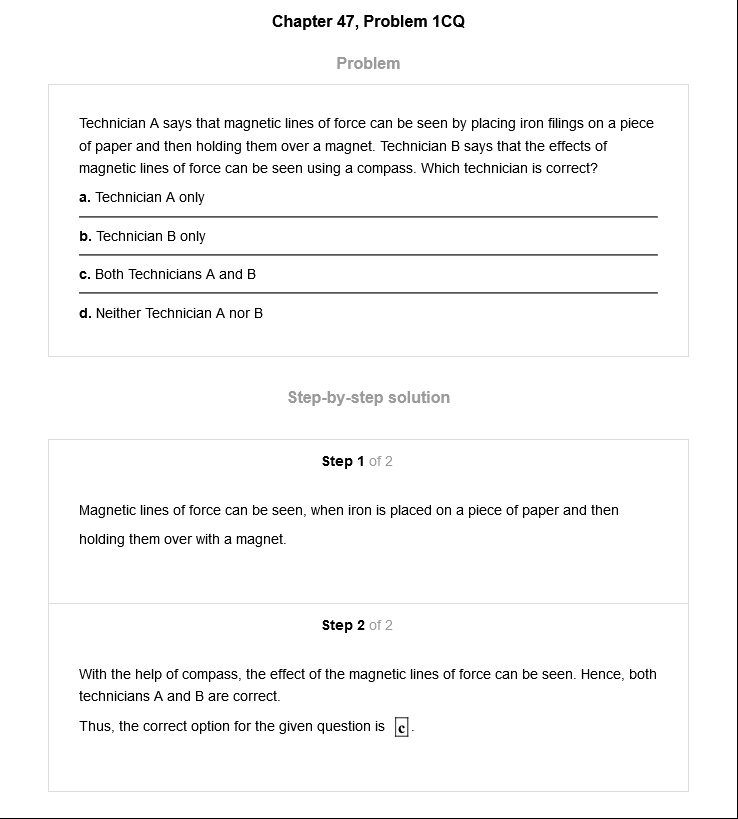 Chapter 47, Problem 1CQ
Problem
Technician A says that magnetic lines of force can be seen by placing iron filings on a piece
of paper and then holding them over a magnet. Technician B says that the effects of
magnetic lines of force can be seen using a compass. Which technician is correct?
a. Technician A only
b. Technician B only
c. Both Technicians A and B
d. Neither Technician A nor B
Step-by-step solution
Step 1 of 2
Magnetic lines of force can be seen, when iron is placed on a piece of paper and then
holding them over with a magnet.
Step 2 of 2
With the help of compass, the effect of the magnetic lines of force can be seen. Hence, both
technicians A and B are correct.
Thus, the correct option for the given question is c.